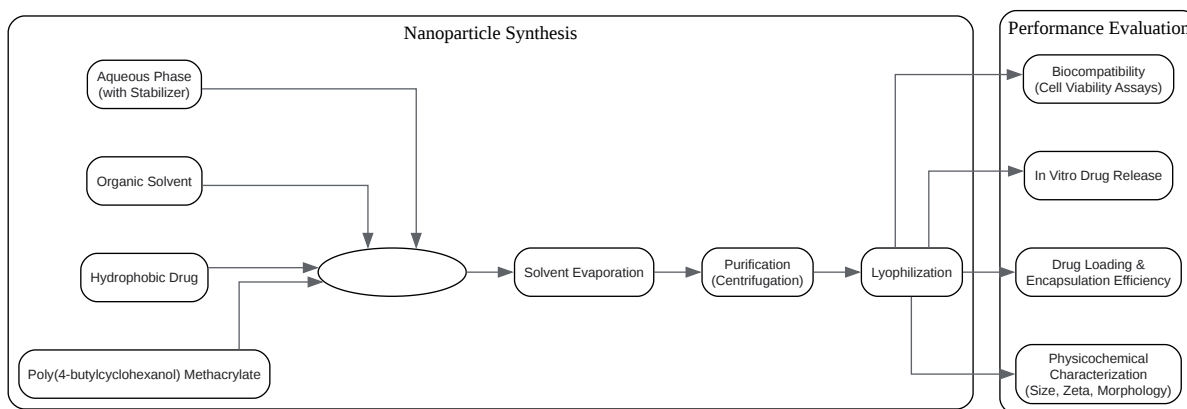 Nanoparticle Synthesis
Performance Evaluation
Aqueous Phase
(with Stabilizer)
Organic Solvent
Hydrophobic Drug
Poly(4-butylcyclohexanol) Methacrylate
Solvent Evaporation
Purification
(Centrifugation)
Lyophilization
Biocompatibility
(Cell Viability Assays)
In Vitro Drug Release
Drug Loading &
Encapsulation Efficiency
Physicochemical
Characterization
(Size, Zeta, Morphology)